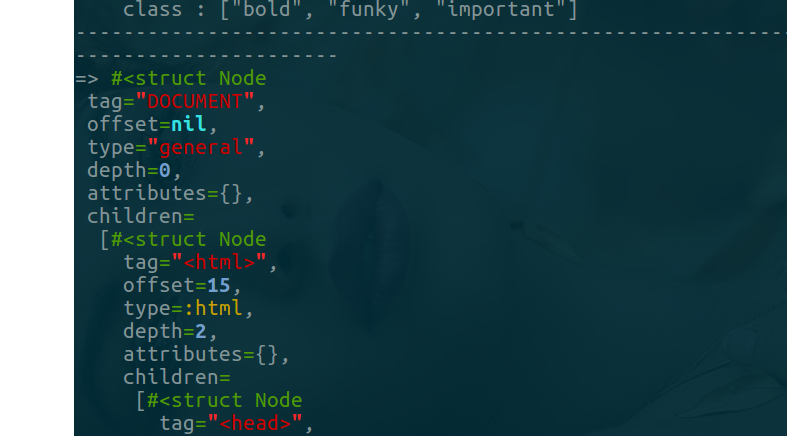 class : ["bold", "funky", "important"]
------------------------------------------------------------
----------------------
=> #<struct Node
tag="DOCUMENT",
offset=nil,
type="general",
depth=0,
attributes={},
children=
[#<struct Node
tag="<html>",
offset=15,
type=:html,
depth=2,
attributes={},
children=
[#<struct Node
tag="<head>",